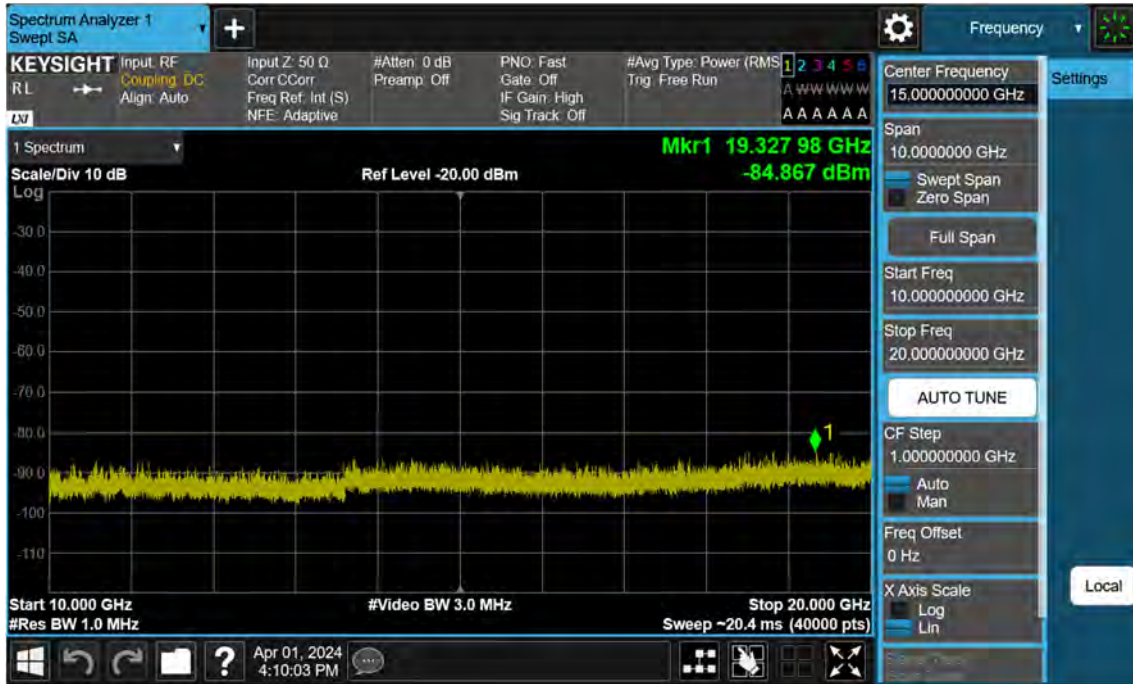 Spectrum Analyzer 1
Swept SA
+
Frequency
KEYSIGHT
RL
LXI
Input: RF
Coupling: DC
Align: Auto
Input Z: 50 Ω
Corr CCorr
Freq Ref: Int (S)
NFE: Adaptive
#Atten: 0 dB
Preamp: Off
PNO: Fast
Gate: Off
IF Gain: High
Sig Track: Off
#Avg Type: Power (RMS
Trig: Free Run
1 2 3 4 5 6
A W W W W W
A A A A A A
1 Spectrum
Scale/Div 10 dB
Ref Level -20.00 dBm
Mkr1 19.327 98 GHz
-84.867 dBm
Log
-30.0
-40.0
-50.0
-60.0
-70.0
-80.0
-90.0
-100
-110
1
Start 10.000 GHz
#Res BW 1.0 MHz
#Video BW 3.0 MHz
Stop 20.000 GHz
Sweep ~20.4 ms (40000 pts)
Center Frequency
15.000000000 GHz
Span
10.0000000 GHz
Swept Span
Zero Span
Full Span
Start Freq
10.000000000 GHz
Stop Freq
20.000000000 GHz
AUTO TUNE
CF Step
1.000000000 GHz
Auto
Man
Freq Offset
0 Hz
X Axis Scale
Log
Lin
Settings
Local
?
Apr 01, 2024
4:10:03 PM